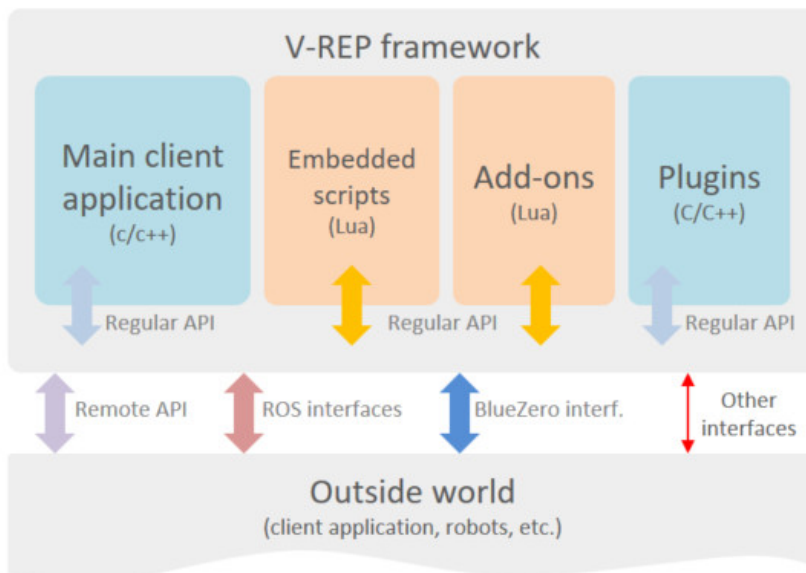 V-REP framework
Main client
application
(c/c++)
Embedded
scripts
(Lua)
Add-ons
(Lua)
Plugins
(C/C++)
Regular API
Regular API
Regular API
Remote API
ROS interfaces
BlueZero interf.
Other
interfaces
Outside world
(client application, robots, etc.)